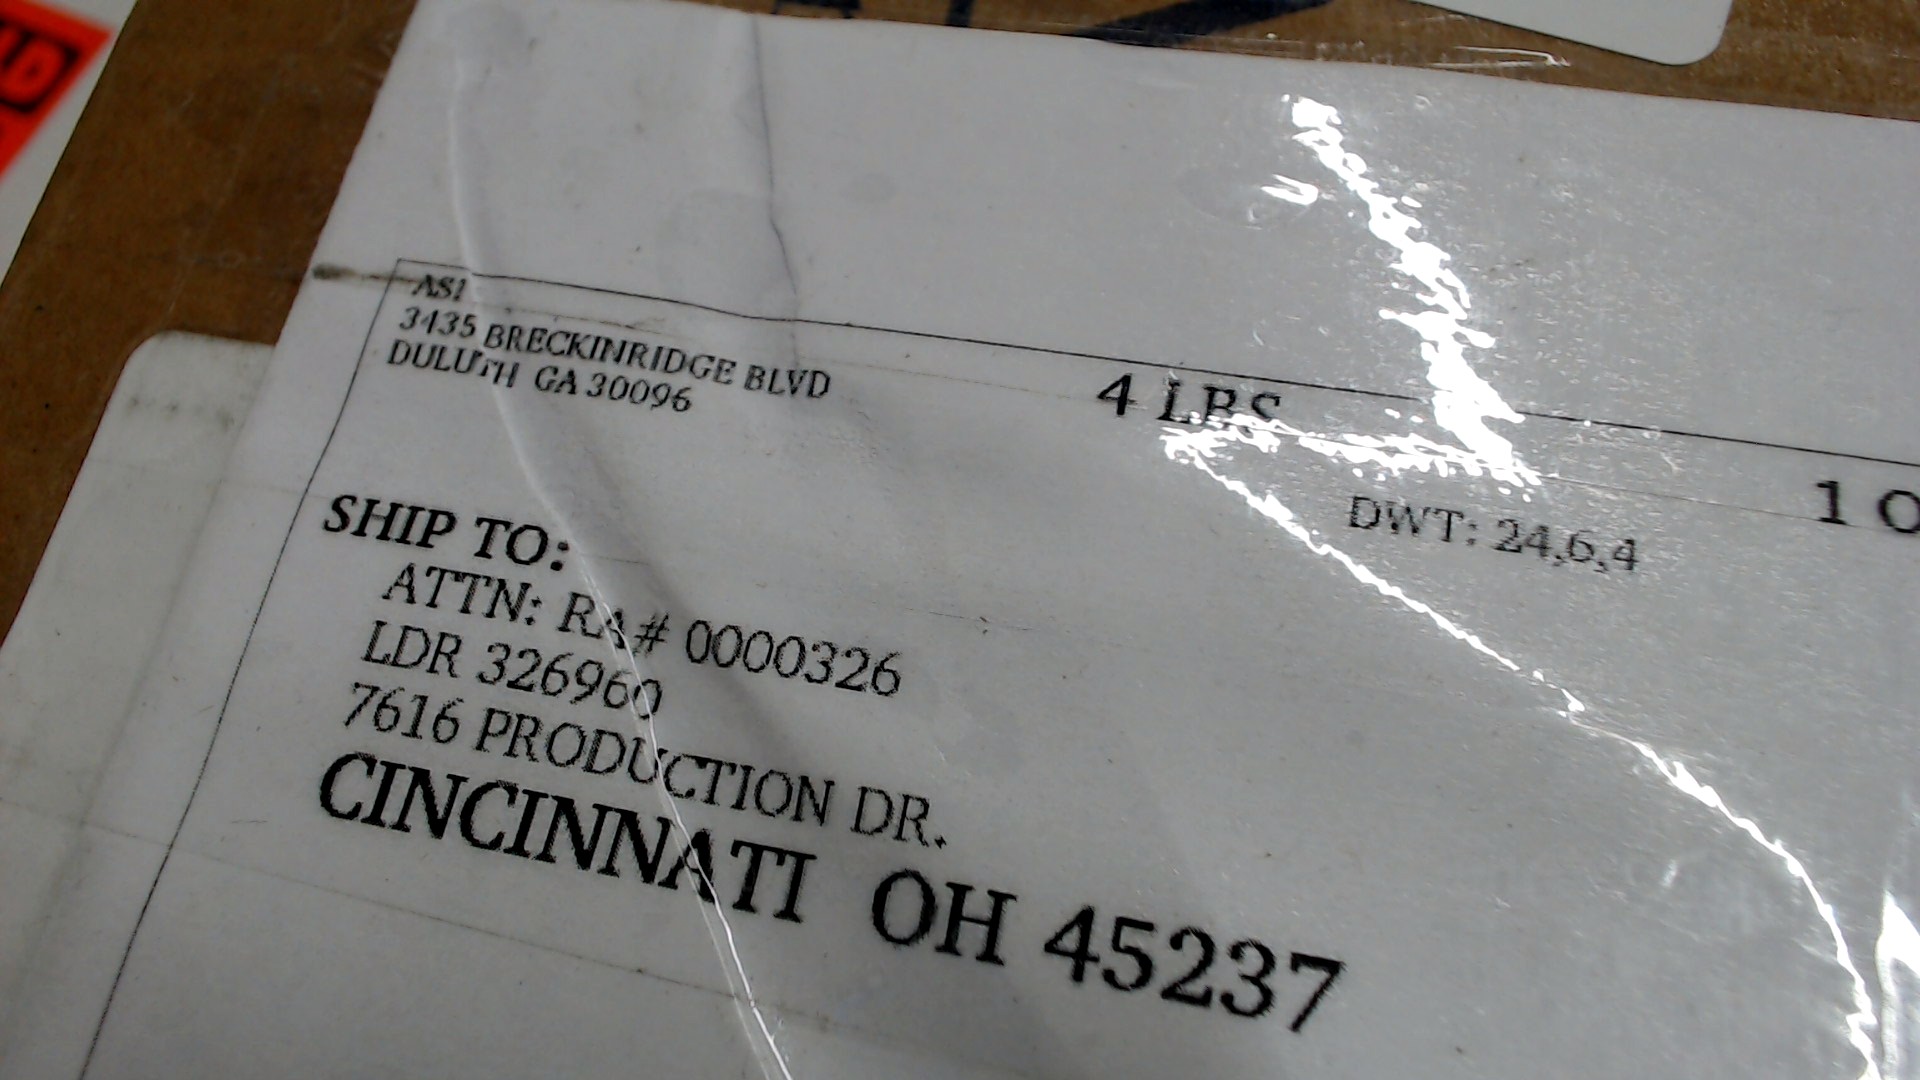 ASI
3435 BRECKINRIDGE BLVD
DULUTH GA 30096
4 LBS
1 O
DWT: 24,6,4
SHIP TO:
ATTN: RA# 0000326
LDR 326960
7616 PRODUCTION DR.
CINCINNATI OH 45237